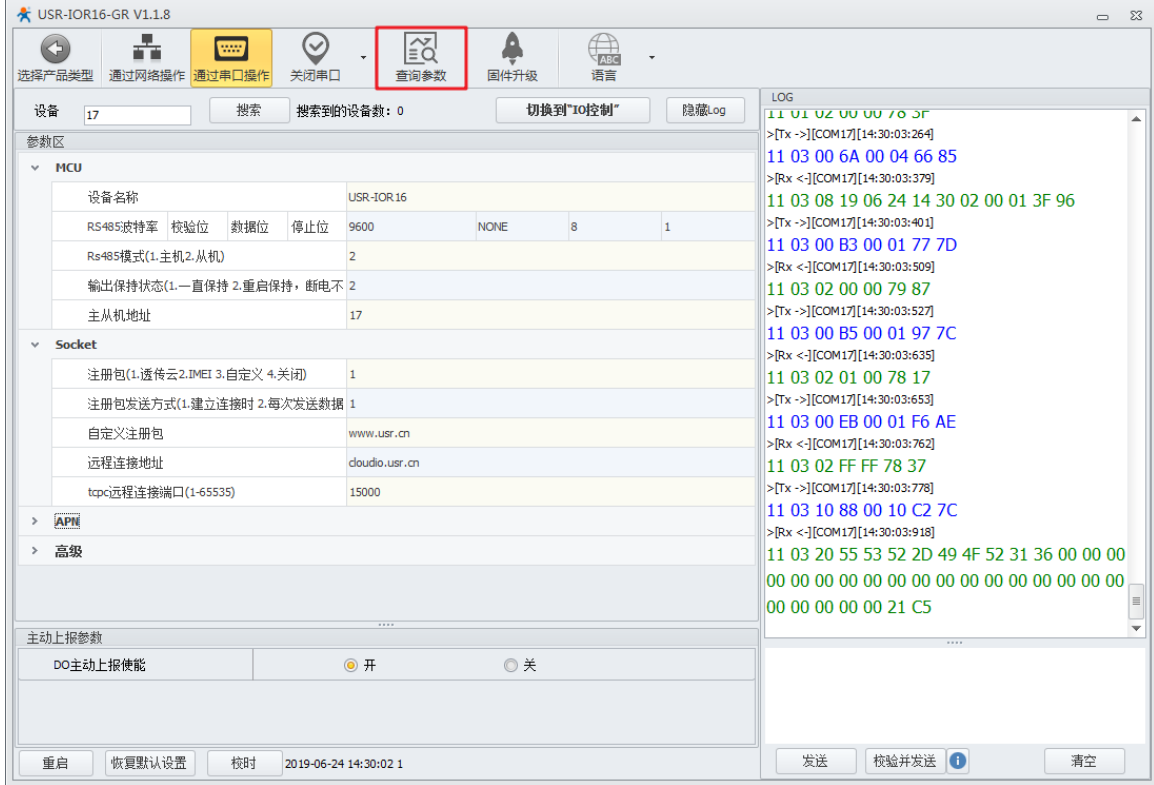 USR-IOR16-GR V1.1.8
选择产品类型 通过网络操作 通过串口操作 关闭串口 查询参数 固件升级 ABC 语言
设备 17 搜索 搜索到的设备数: 0 切换到"IO控制" 隐藏Log
参数区
MCU
设备名称 USR-IOR16
RS485波特率 校验位 数据位 停止位 9600 NONE 8 1
Rs485模式(1.主机2.从机) 2
输出保持状态(1.一直保持 2.重启保持，断电不 2
主从机地址 17
Socket
注册包(1.透传云2.IMEI 3.自定义 4.关闭) 1
注册包发送方式(1.建立连接时 2.每次发送数据 1
自定义注册包 www.usr.cn
远程连接地址 cloudio.usr.cn
tcpc远程连接端口(1-65535) 15000
APN
高级
主动上报参数
DO主动上报使能 开 关
重启 恢复默认设置 校时 2019-06-24 14:30:02 1
LOG
11 01 02 00 00 78 3F
>[Tx ->][COM17][14:30:03:264]
11 03 00 6A 00 04 66 85
>[Rx <-][COM17][14:30:03:379]
11 03 08 19 06 24 14 30 02 00 01 3F 96
>[Tx ->][COM17][14:30:03:401]
11 03 00 B3 00 01 77 7D
>[Rx <-][COM17][14:30:03:509]
11 03 02 00 00 79 87
>[Tx ->][COM17][14:30:03:527]
11 03 00 B5 00 01 97 7C
>[Rx <-][COM17][14:30:03:635]
11 03 02 01 00 78 17
>[Tx ->][COM17][14:30:03:653]
11 03 00 EB 00 01 F6 AE
>[Rx <-][COM17][14:30:03:762]
11 03 02 FF FF 78 37
>[Tx ->][COM17][14:30:03:778]
11 03 10 88 00 10 C2 7C
>[Rx <-][COM17][14:30:03:918]
11 03 20 55 53 52 2D 49 4F 52 31 36 00 00 00
00 00 00 00 00 00 00 00 00 00 00 00 00 00 00
00 00 00 00 00 21 C5
发送 校验并发送 清空